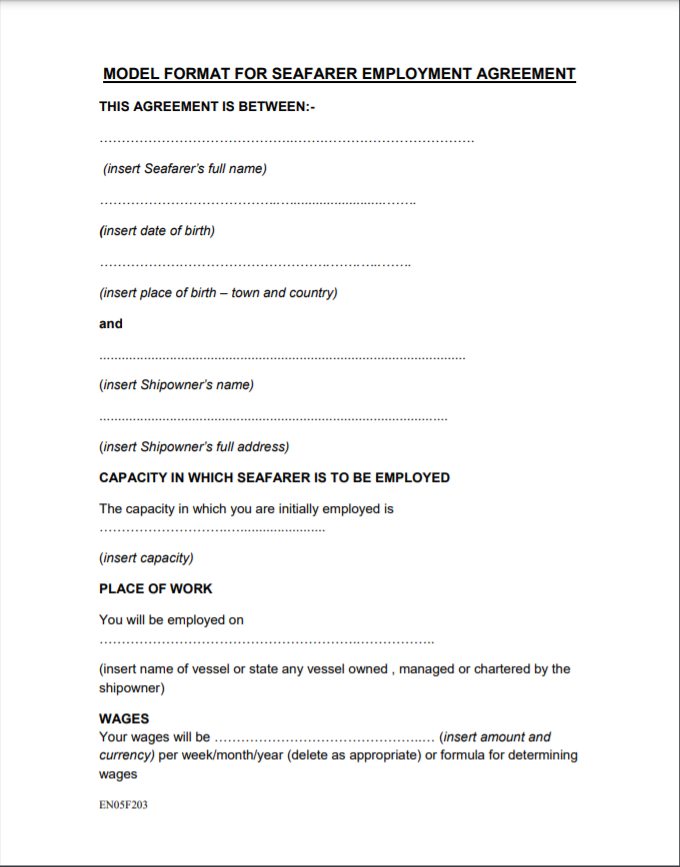 MODEL FORMAT FOR SEAFARER EMPLOYMENT AGREEMENT
THIS AGREEMENT IS BETWEEN:-
……………………………………..…….…………………………….
(insert Seafarer’s full name)
…………………………………..…..........................…….
(insert date of birth)
…………………………………………….…….…..……..
(insert place of birth – town and country)
and
...................................................................................................
(insert Shipowner’s name)
..............................................................................................
(insert Shipowner’s full address)
CAPACITY IN WHICH SEAFARER IS TO BE EMPLOYED
The capacity in which you are initially employed is
………………………..…......................
(insert capacity)
PLACE OF WORK
You will be employed on
………………………………………………….……………..
(insert name of vessel or state any vessel owned , managed or chartered by the
shipowner)
WAGES
Your wages will be ………………………………………..… (insert amount and
currency) per week/month/year (delete as appropriate) or formula for determining
wages
EN05F203